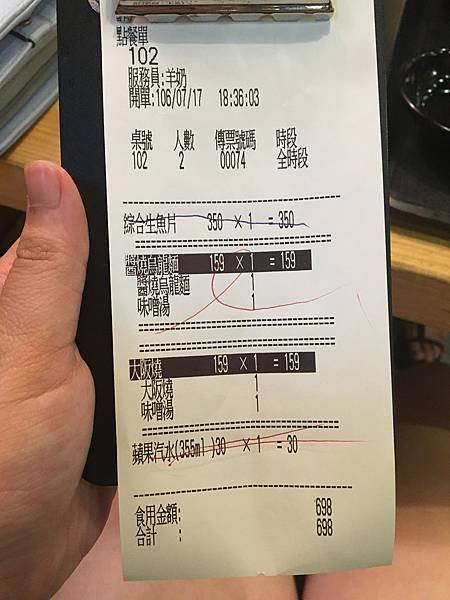 點餐單
102
服務員:羊奶
開單:106/07/17 18:36:03
桌號 人數 傳票號碼 時段
102 2 00074 全時段
綜合生魚片 350 × 1 = 350
醬燒烏龍麵 159 × 1 = 159
醬燒烏龍麵 1
味噌湯 1
大阪燒 159 × 1 = 159
大阪燒 1
味噌湯 1
蘋果汽水(355ml )30 × 1 = 30
食用金額: 698
合計 : 698